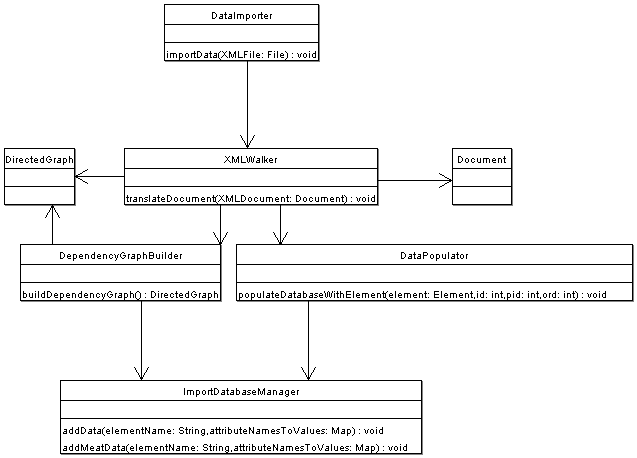 DataImporter
importData(XMLFile: File) : void
DirectedGraph
XMLWalker
Document
translateDocument(XMLDocument: Document) : void
DependencyGraphBuilder
DataPopulator
buildDependencyGraph() : DirectedGraph
populateDatabaseWithElement(element: Element,id: int,pid: int,ord: int) : void
ImportDatabaseManager
addData(elementName: String,attributeNamesToValues: Map) : void
addMeatData(elementName: String,attributeNamesToValues: Map) : void